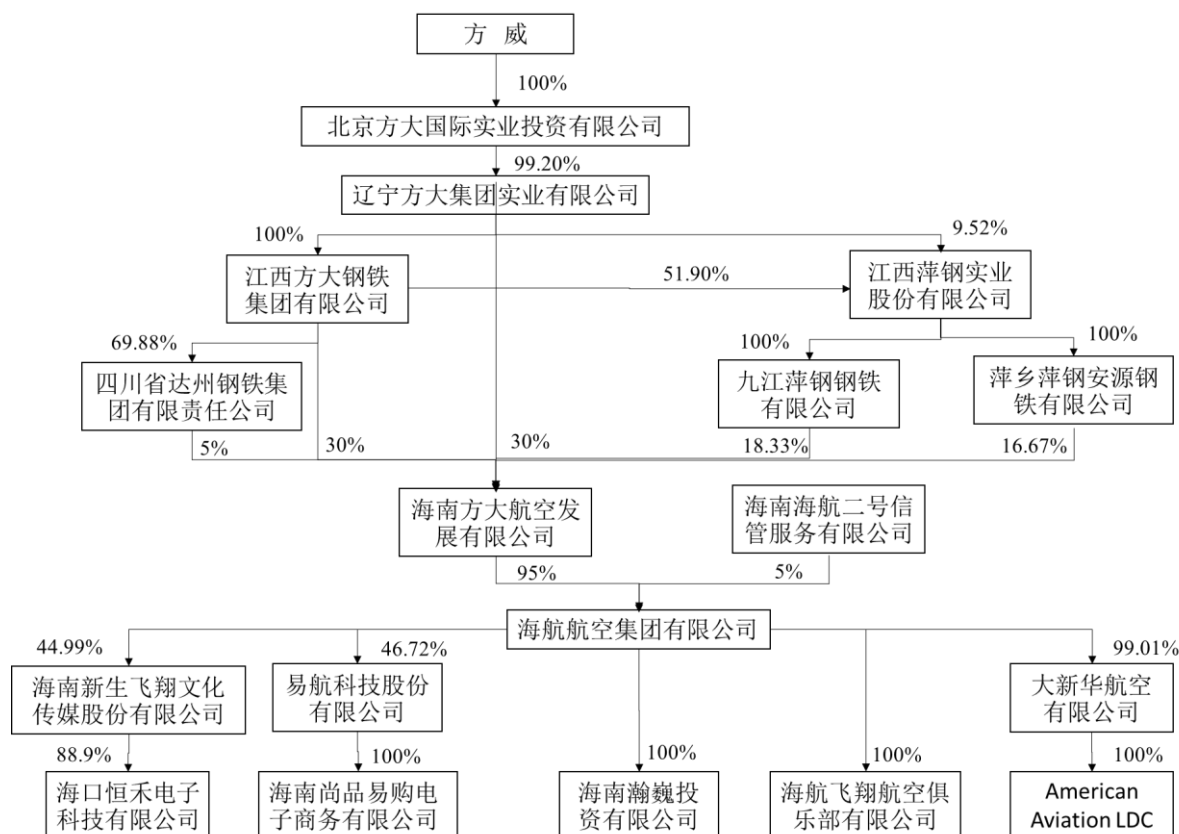 方 威
100%
北京方大国际实业投资有限公司
99.20%
辽宁方大集团实业有限公司
100%
9.52%
江西方大钢铁
集团有限公司
51.90%
江西萍钢实业
股份有限公司
69.88%
100%
100%
四川省达州钢铁集
团有限责任公司
九江萍钢钢铁
有限公司
萍乡萍钢安源钢
铁有限公司
5%
30%
30%
18.33%
16.67%
海南方大航空发
展有限公司
海南海航二号信
管服务有限公司
95%
5%
海航航空集团有限公司
44.99%
46.72%
99.01%
海南新生飞翔文化
传媒股份有限公司
易航科技股份
有限公司
大新华航空
有限公司
88.9%
100%
100%
100%
100%
海口恒禾电子
科技有限公司
海南尚品易购电
子商务有限公司
海南瀚巍投
资有限公司
海航飞翔航空俱
乐部有限公司
American
Aviation LDC